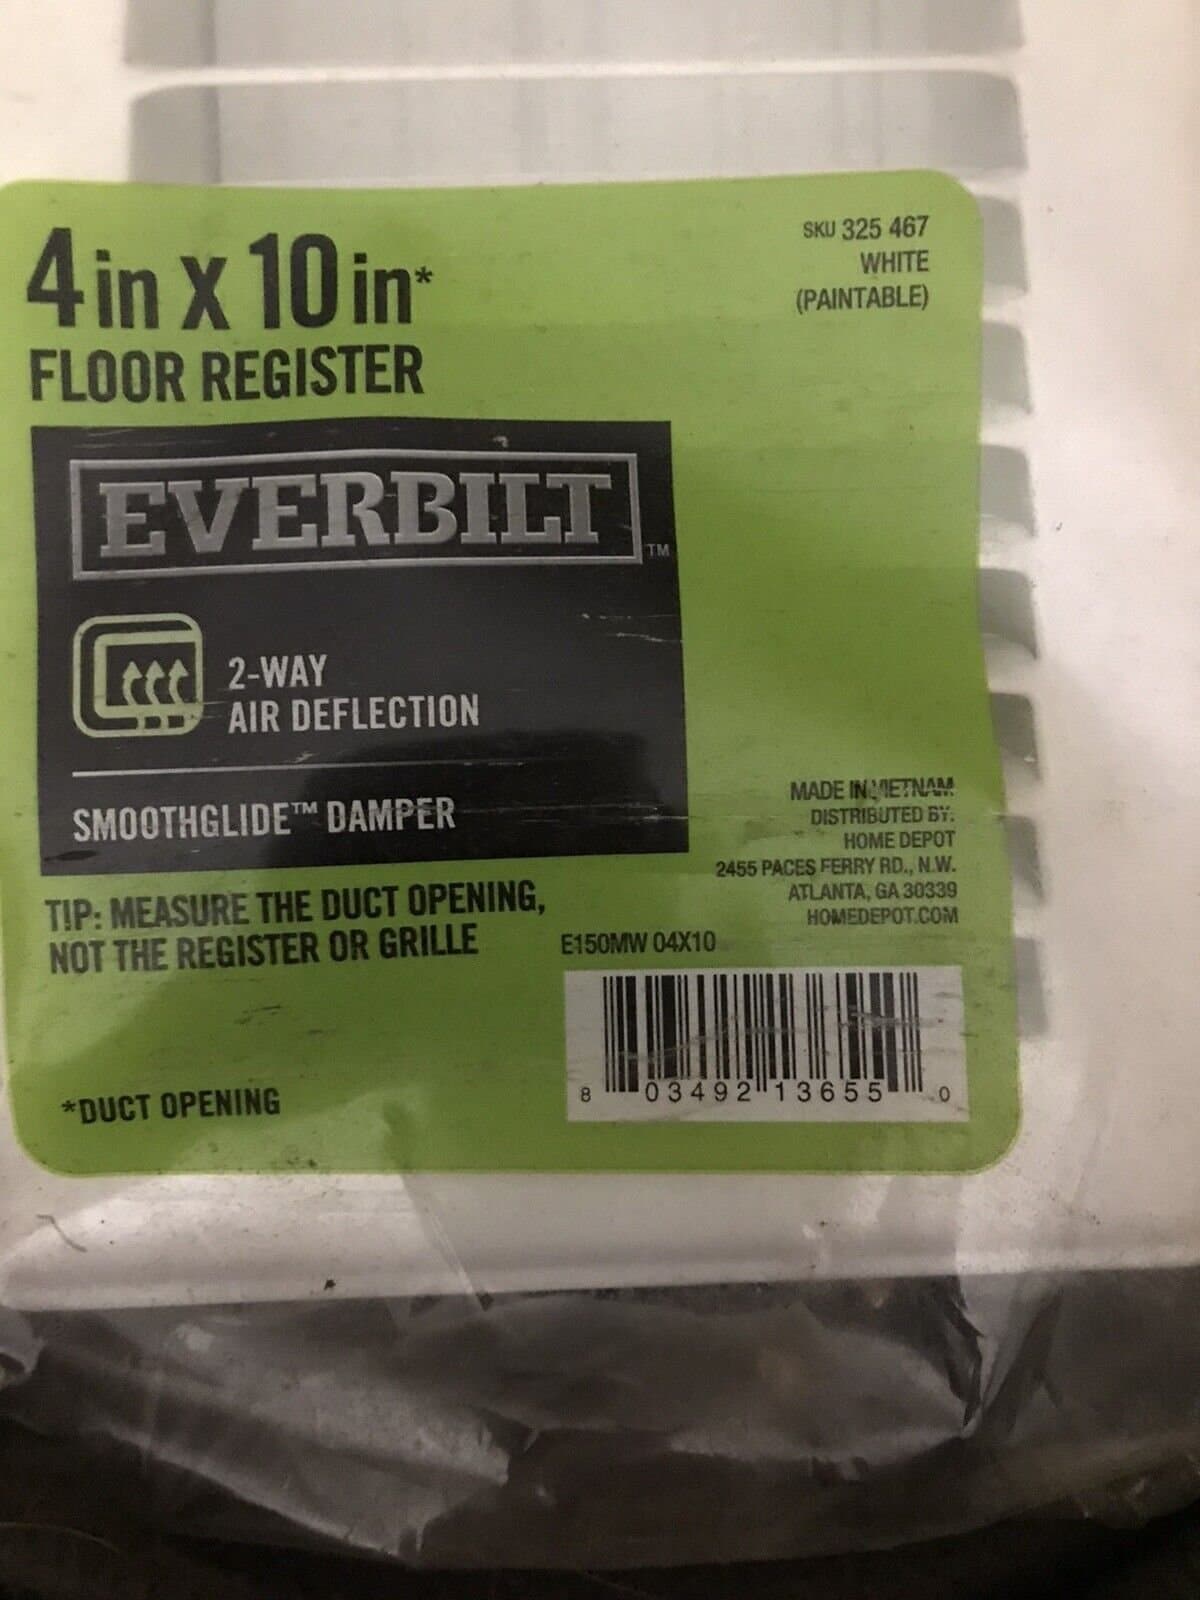 4 in x 10 in*
FLOOR REGISTER
SKU 325 467
WHITE
(PAINTABLE)
EVERBILT™
2-WAY
AIR DEFLECTION
SMOOTHGLIDE™ DAMPER
TIP: MEASURE THE DUCT OPENING,
NOT THE REGISTER OR GRILLE
MADE IN VIETNAM
DISTRIBUTED BY:
HOME DEPOT
2455 PACES FERRY RD., N.W.
ATLANTA, GA 30339
HOMEDEPOT.COM
E150MW 04X10
8 03492 13655 0
*DUCT OPENING